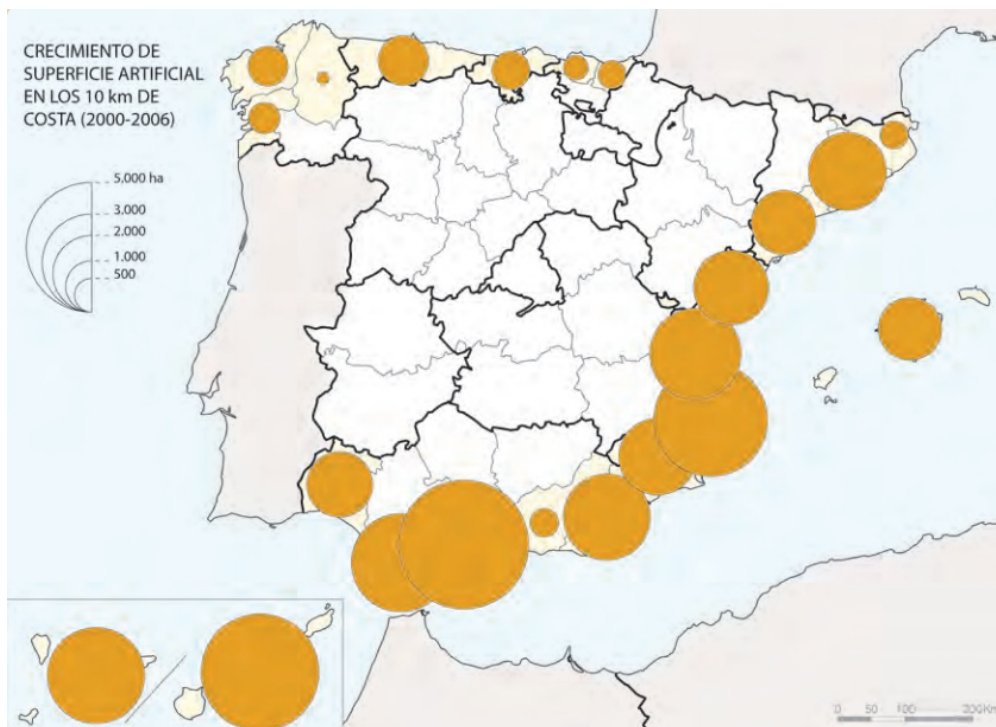 CRECIMIENTO DE
SUPERFICIE ARTIFICIAL
EN LOS 10 km DE
COSTA (2000-2006)
5.000 ha
3.000
2.000
1.000
500
0 50 100 200Km